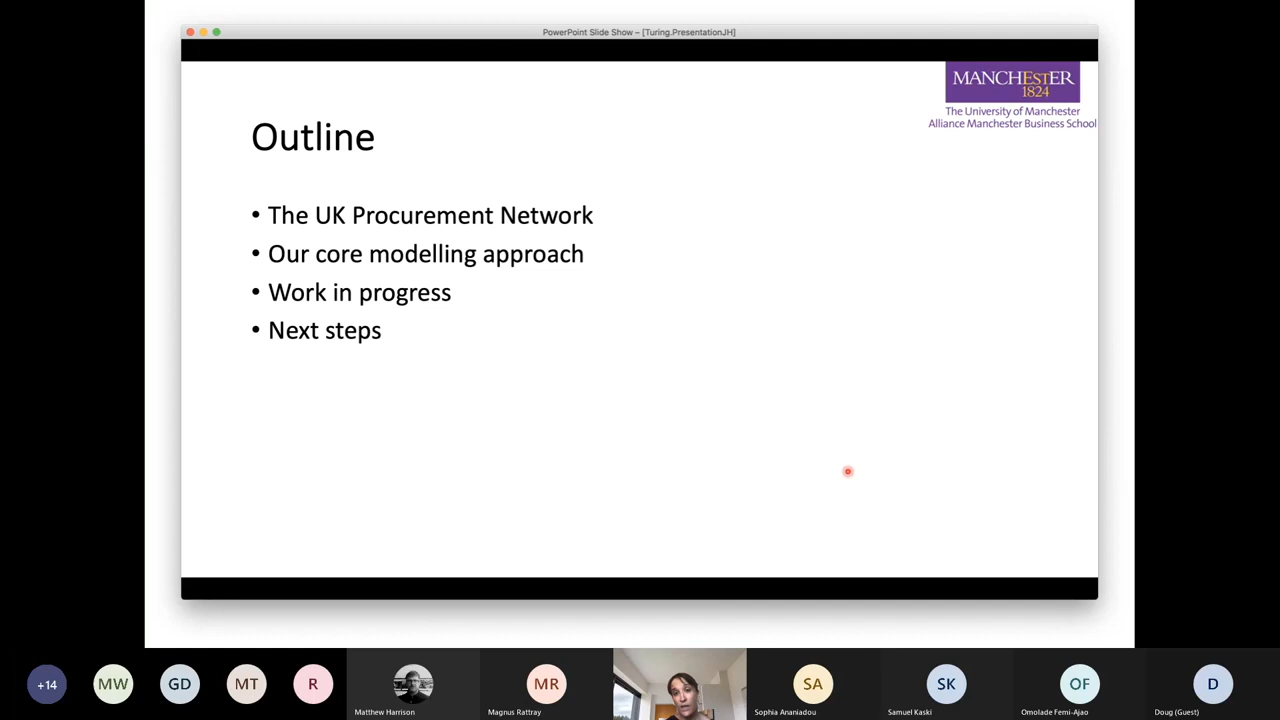 PowerPoint Slide Show – [Turing.PresentationJH]
MANCHESTER
1824
The University of Manchester
Alliance Manchester Business School
Outline
• The UK Procurement Network
• Our core modelling approach
• Work in progress
• Next steps
+14
MW
GD
MT
R
Matthew Harrison
MR
Magnus Rattray
SA
Sophia Ananiadou
SK
Samuel Kaski
OF
Omolade Femi-Ajao
D
Doug (Guest)